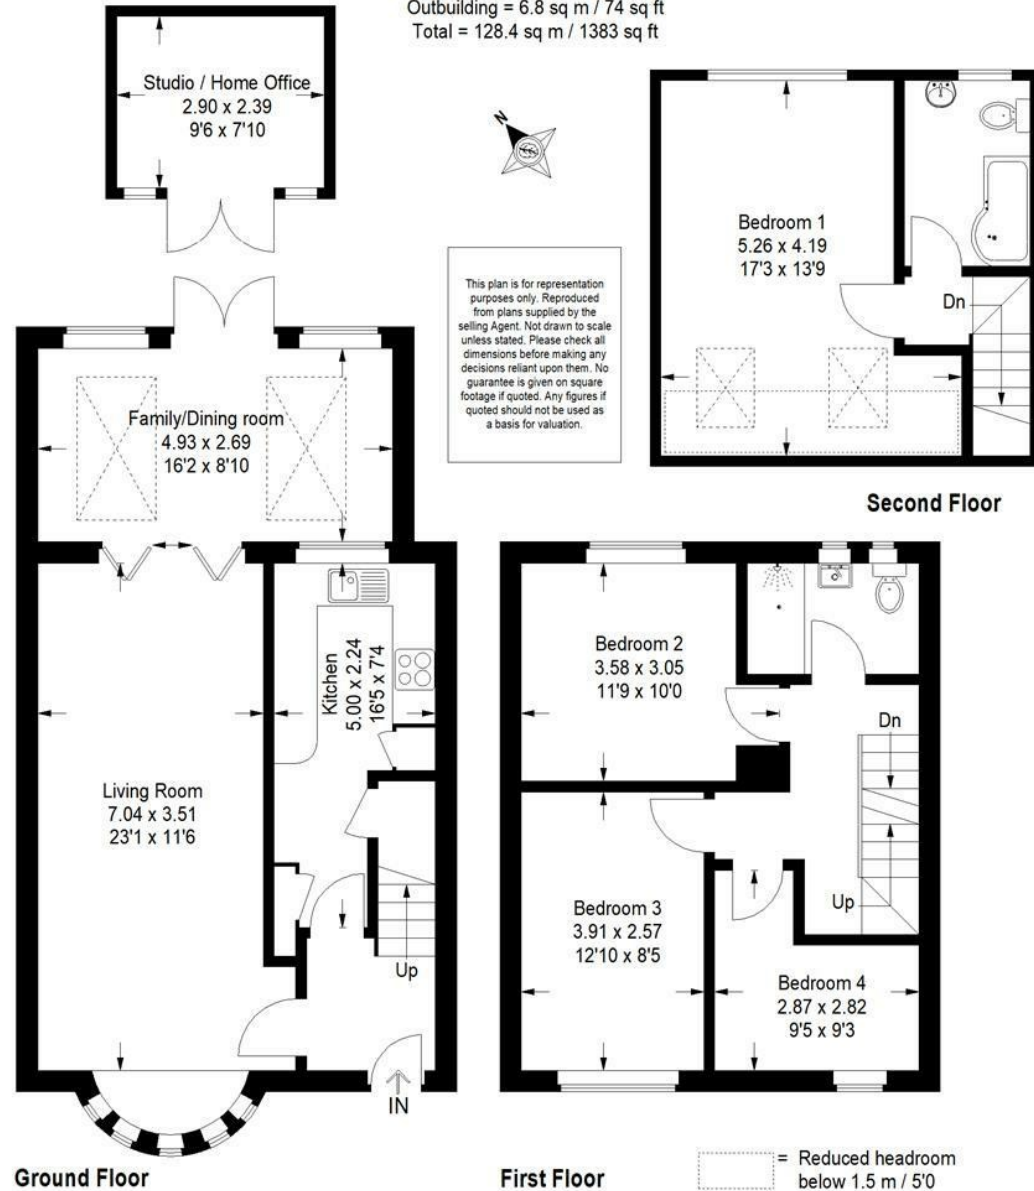 Outbuilding = 6.8 sq m / 74 sq ft
Total = 128.4 sq m / 1383 sq ft
Studio / Home Office
2.90 x 2.39
9'6 x 7'10
N
This plan is for representation
purposes only. Reproduced
from plans supplied by the
selling Agent. Not drawn to scale
unless stated. Please check all
dimensions before making any
decisions reliant upon them. No
guarantee is given on square
footage if quoted. Any figures if
quoted should not be used as
a basis for valuation.
Bedroom 1
5.26 x 4.19
17'3 x 13'9
Dn
Second Floor
Family/Dining room
4.93 x 2.69
16'2 x 8'10
Kitchen
5.00 x 2.24
16'5 x 7'4
Living Room
7.04 x 3.51
23'1 x 11'6
Up
IN
Ground Floor
Bedroom 2
3.58 x 3.05
11'9 x 10'0
Dn
Up
Bedroom 3
3.91 x 2.57
12'10 x 8'5
Bedroom 4
2.87 x 2.82
9'5 x 9'3
First Floor
= Reduced headroom
below 1.5 m / 5'0